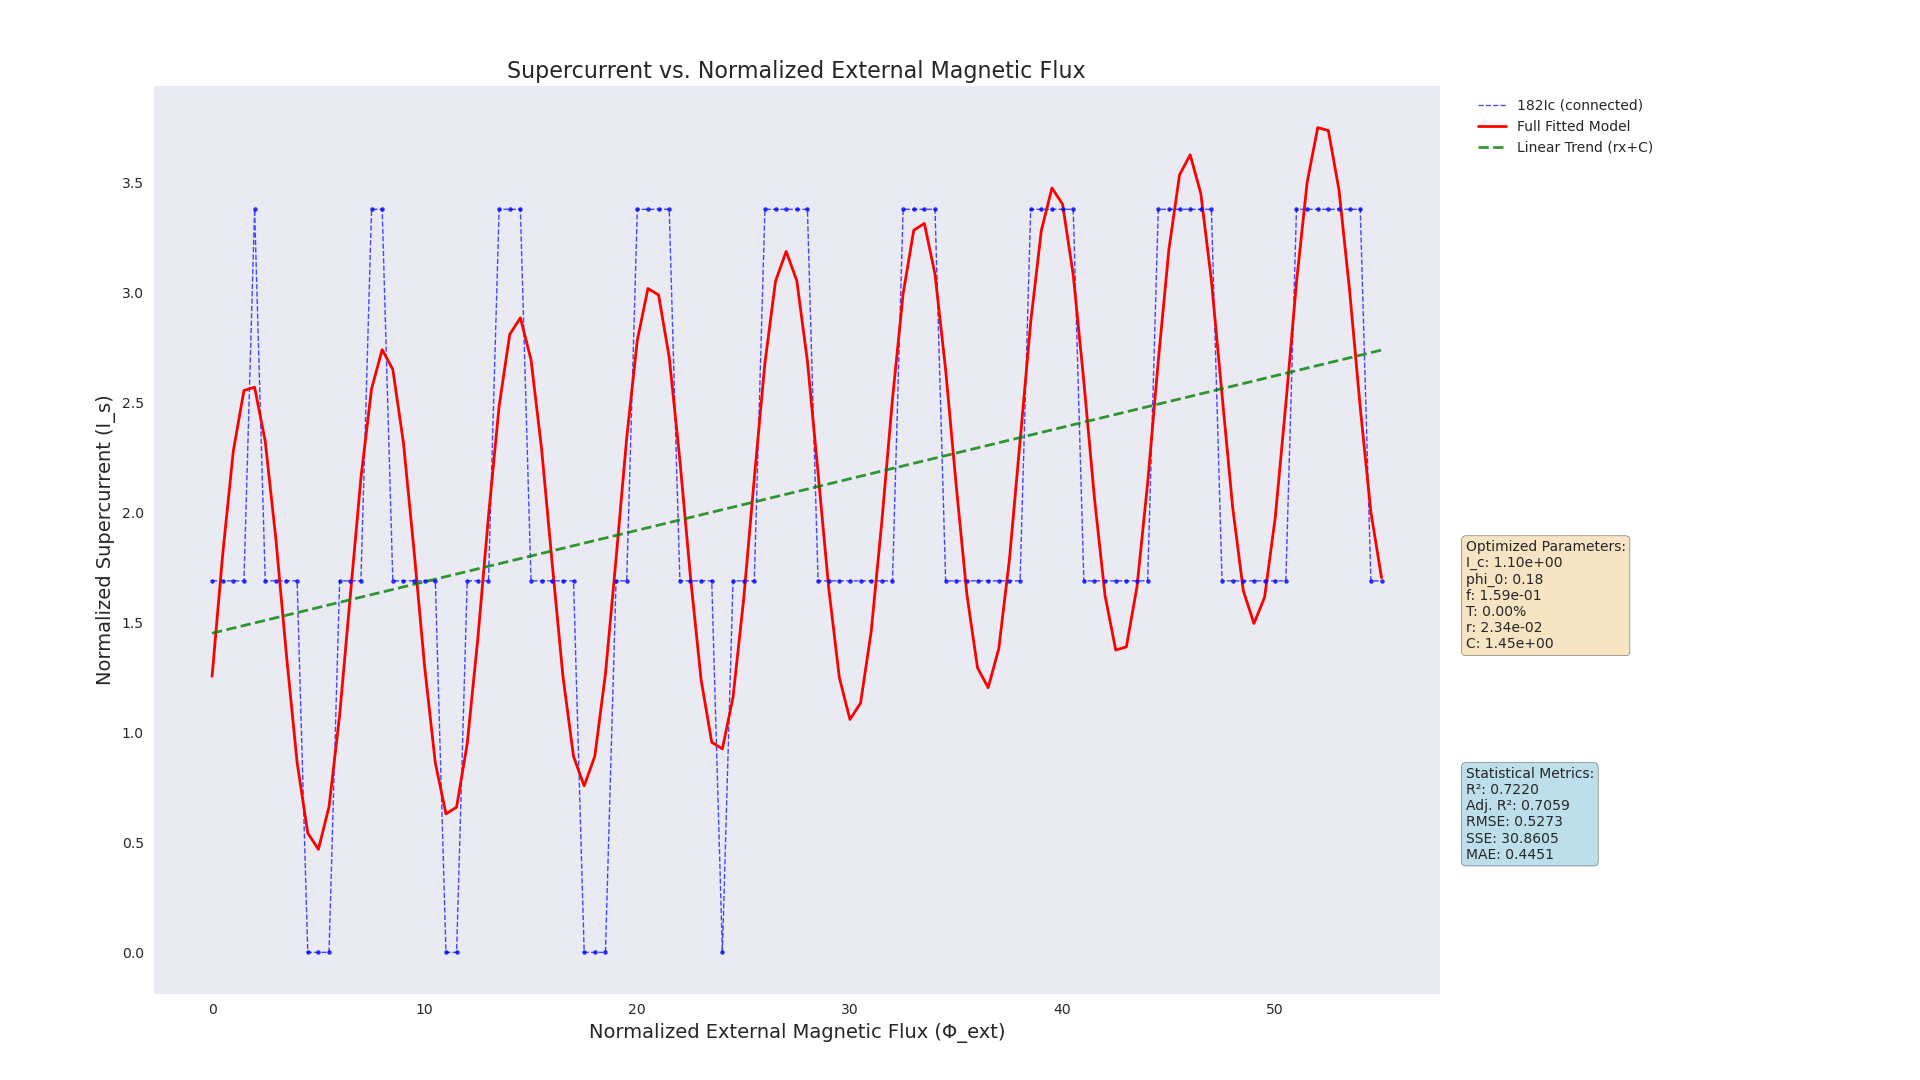 Supercurrent vs. Normalized External Magnetic Flux
182Ic (connected)
Full Fitted Model
Linear Trend (rx+C)
Normalized Supercurrent (I_s)
3.5
3.0
2.5
2.0
1.5
1.0
0.5
0.0
0 10 20 30 40 50
Normalized External Magnetic Flux (Φ_ext)
Optimized Parameters:
I_c: 1.10e+00
phi_0: 0.18
f: 1.59e-01
T: 0.00%
r: 2.34e-02
C: 1.45e+00
Statistical Metrics:
R²: 0.7220
Adj. R²: 0.7059
RMSE: 0.5273
SSE: 30.8605
MAE: 0.4451